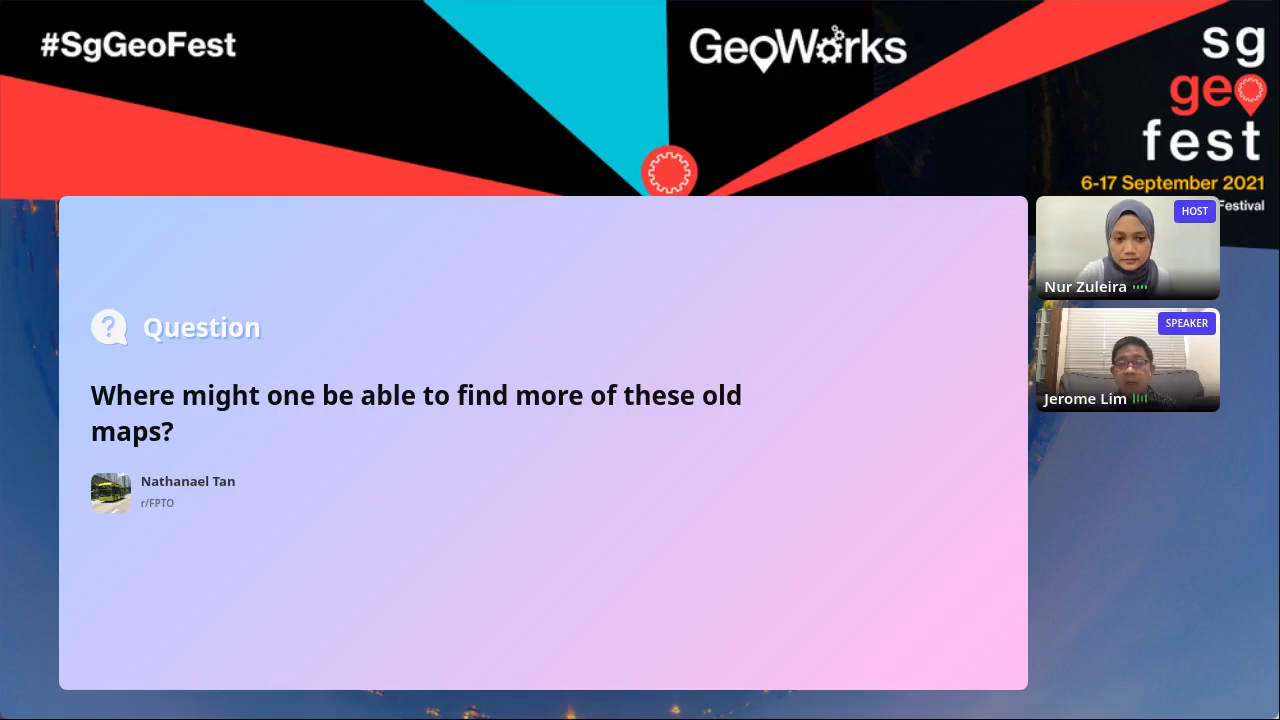 #SgGeoFest
GeoWorks
sg
geo
fest
6-17 September 2021
Festival
HOST
Nur Zuleira
SPEAKER
Jerome Lim
Question
Where might one be able to find more of these old
maps?
Nathanael Tan
r/FPTO